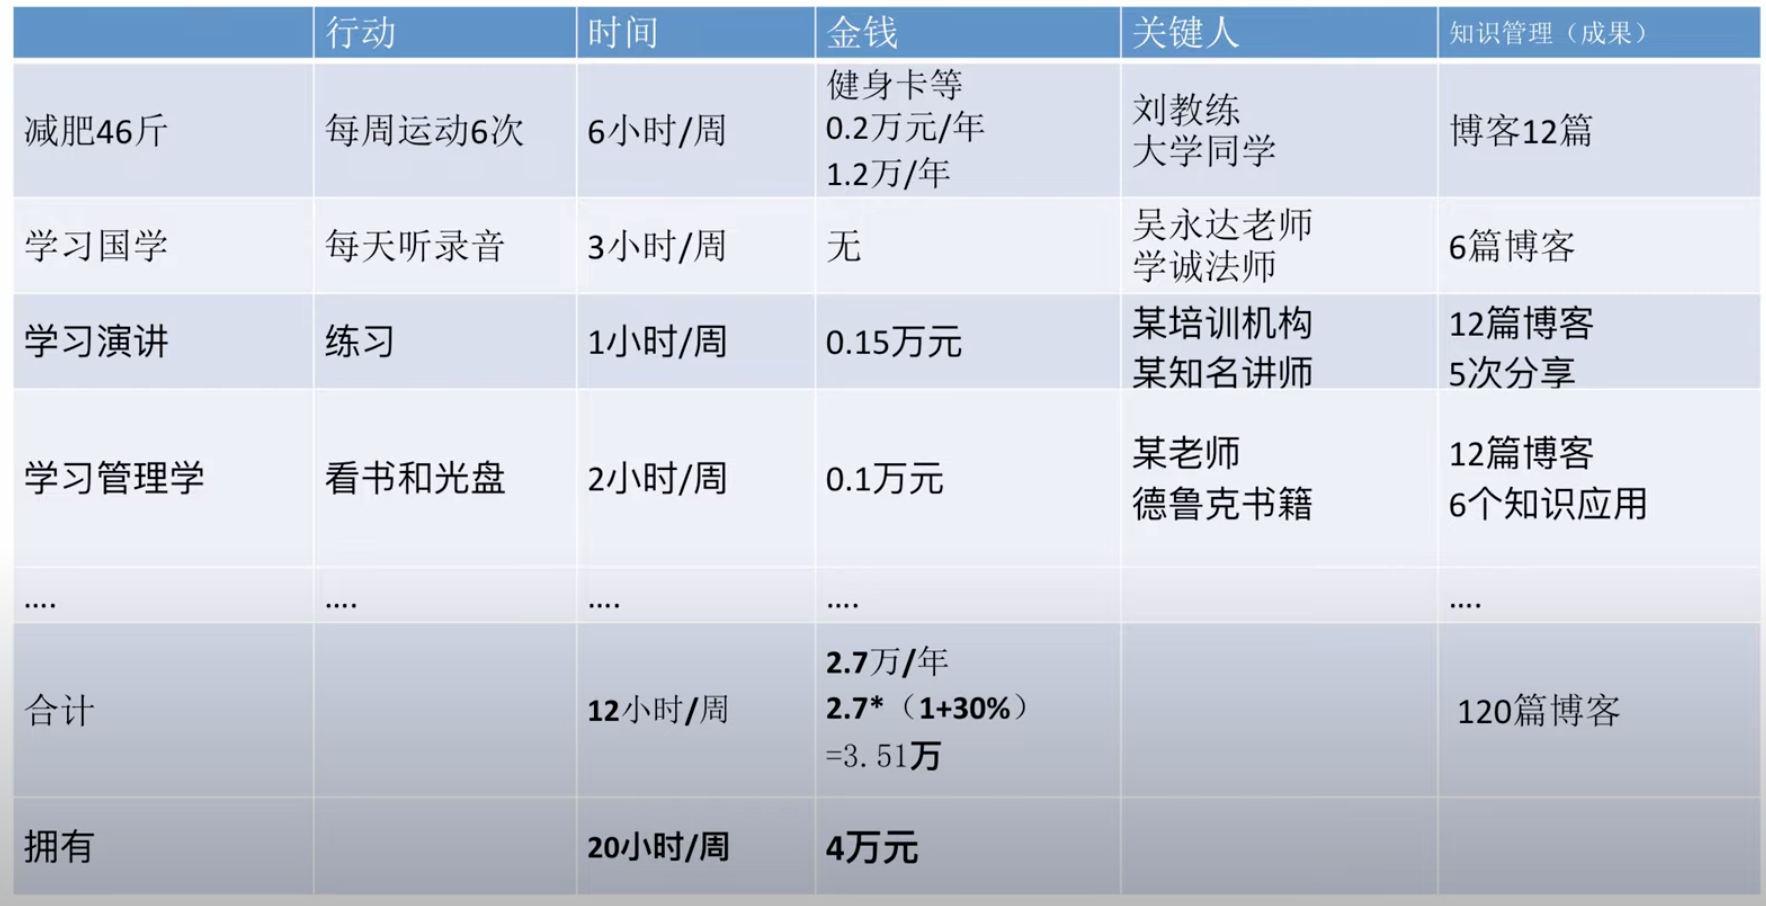 行动 时间 金钱 关键人 知识管理（成果）
减肥46斤 每周运动6次 6小时/周 健身卡等
0.2万元/年
1.2万/年 刘教练
大学同学 博客12篇
学习国学 每天听录音 3小时/周 无 吴永达老师
学诚法师 6篇博客
学习演讲 练习 1小时/周 0.15万元 某培训机构
某知名讲师 12篇博客
5次分享
学习管理学 看书和光盘 2小时/周 0.1万元 某老师
德鲁克书籍 12篇博客
6个知识应用
.... .... .... .... ....
合计 12小时/周 2.7万/年
2.7*（1+30%）
=3.51万 120篇博客
拥有 20小时/周 4万元